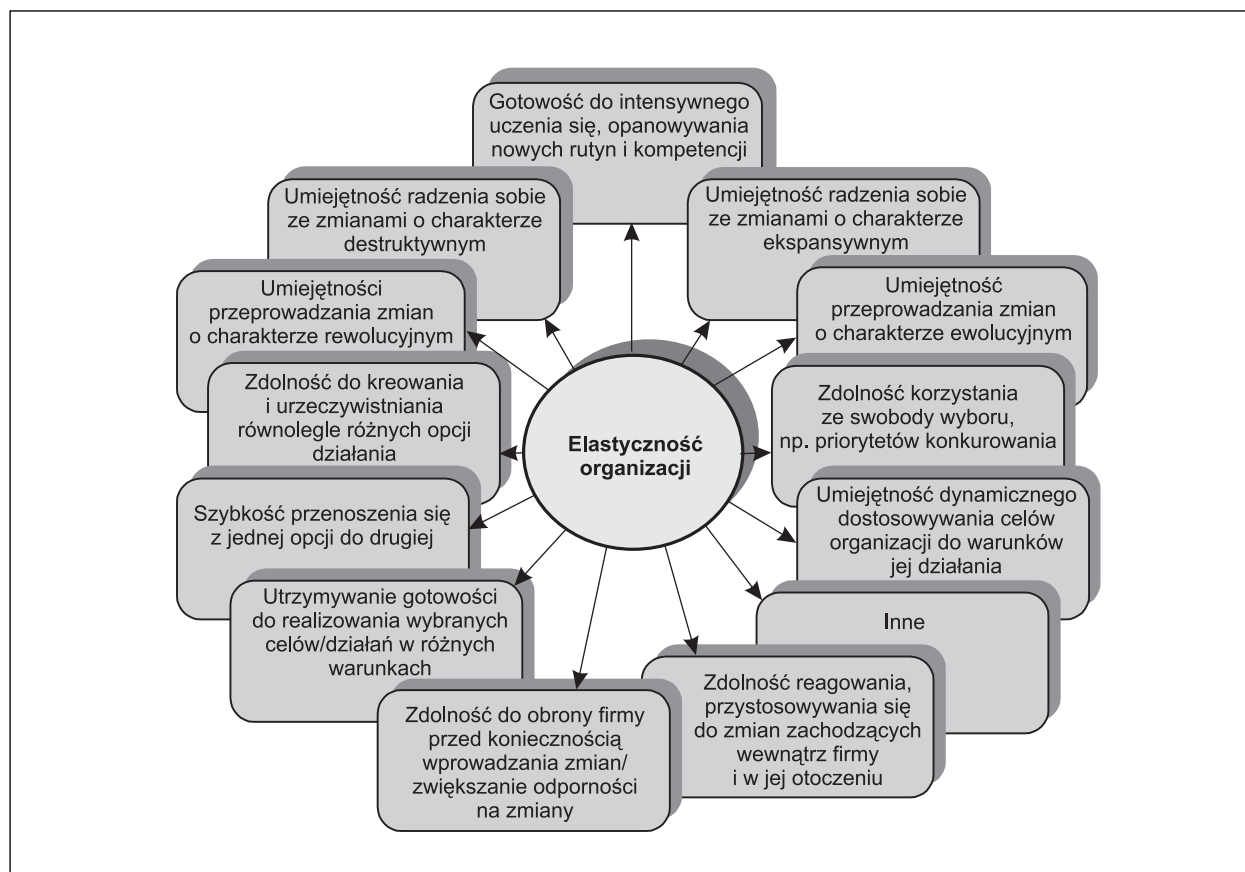 Gotowość do intensywnego
uczenia się, opanowywania
nowych rutyn i kompetencji
Umiejętność radzenia sobie
ze zmianami o charakterze
destruktywnym
Umiejętność radzenia sobie
ze zmianami o charakterze
ekspansywnym
Umiejętności
przeprowadzania zmian
o charakterze rewolucyjnym
Umiejętność
przeprowadzania zmian
o charakterze ewolucyjnym
Zdolność do kreowania
i urzeczywistniania
równolegle różnych opcji
działania
Elastyczność
organizacji
Zdolność korzystania
ze swobody wyboru,
np. priorytetów konkurowania
Szybkość przenoszenia się
z jednej opcji do drugiej
Umiejętność dynamicznego
dostosowywania celów
organizacji do warunków
jej działania
Utrzymywanie gotowości
do realizowania wybranych
celów/działań w różnych
warunkach
Inne
Zdolność do obrony firmy
przed koniecznością
wprowadzania zmian/
zwiększanie odporności
na zmiany
Zdolność reagowania,
przystosowywania się
do zmian zachodzących
wewnątrz firmy
i w jej otoczeniu